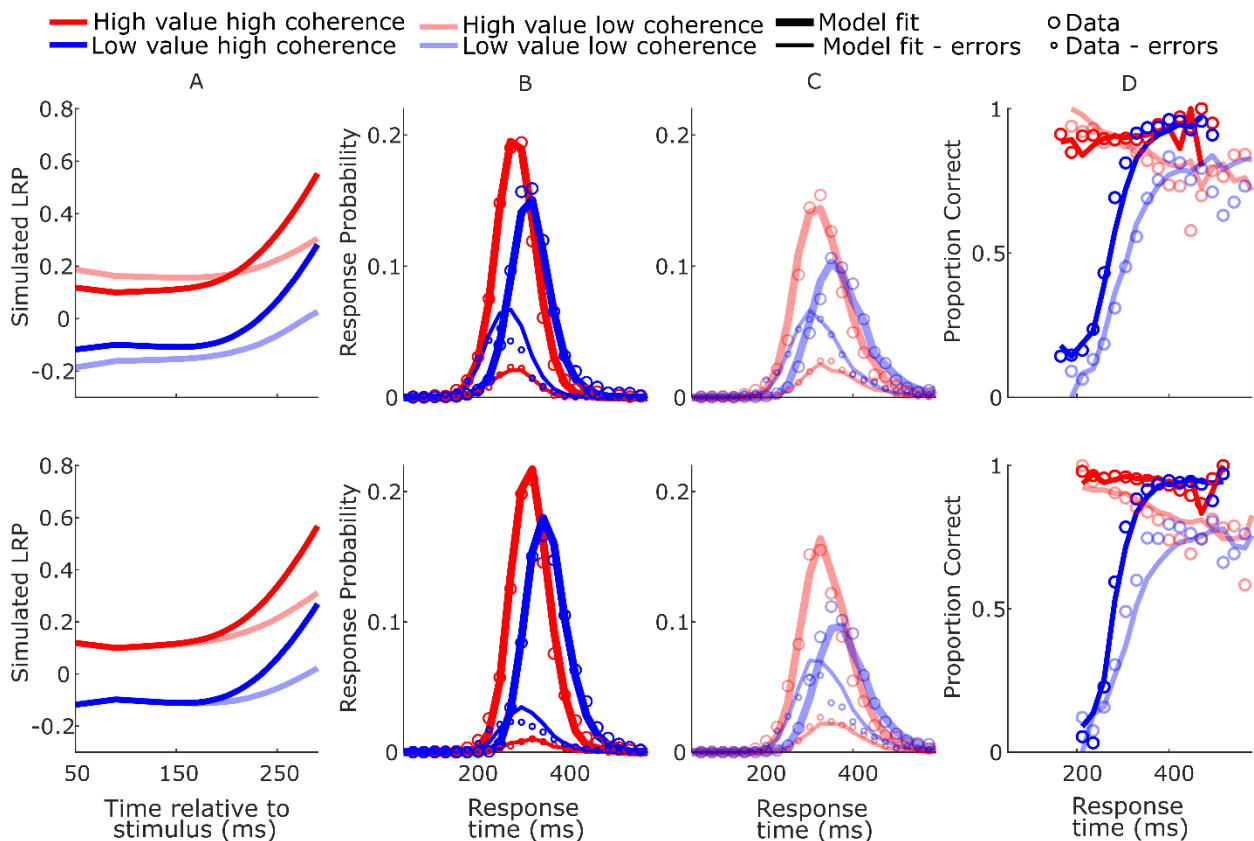 High value high coherence High value low coherence Model fit Data
Low value high coherence Low value low coherence Model fit - errors Data - errors
A B C D
Simulated LRP
0.8
0.6
0.4
0.2
0
-0.2
Response Probability
0.2
0.1
0
0.2
0.1
0
Proportion Correct
1
0.5
0
Simulated LRP
0.8
0.6
0.4
0.2
0
-0.2
50 150 250
Time relative to
stimulus (ms)
Response Probability
0.2
0.1
0
200 400
Response
time (ms)
0.2
0.1
0
200 400
Response
time (ms)
Proportion Correct
1
0.5
0
200 400
Response
time (ms)